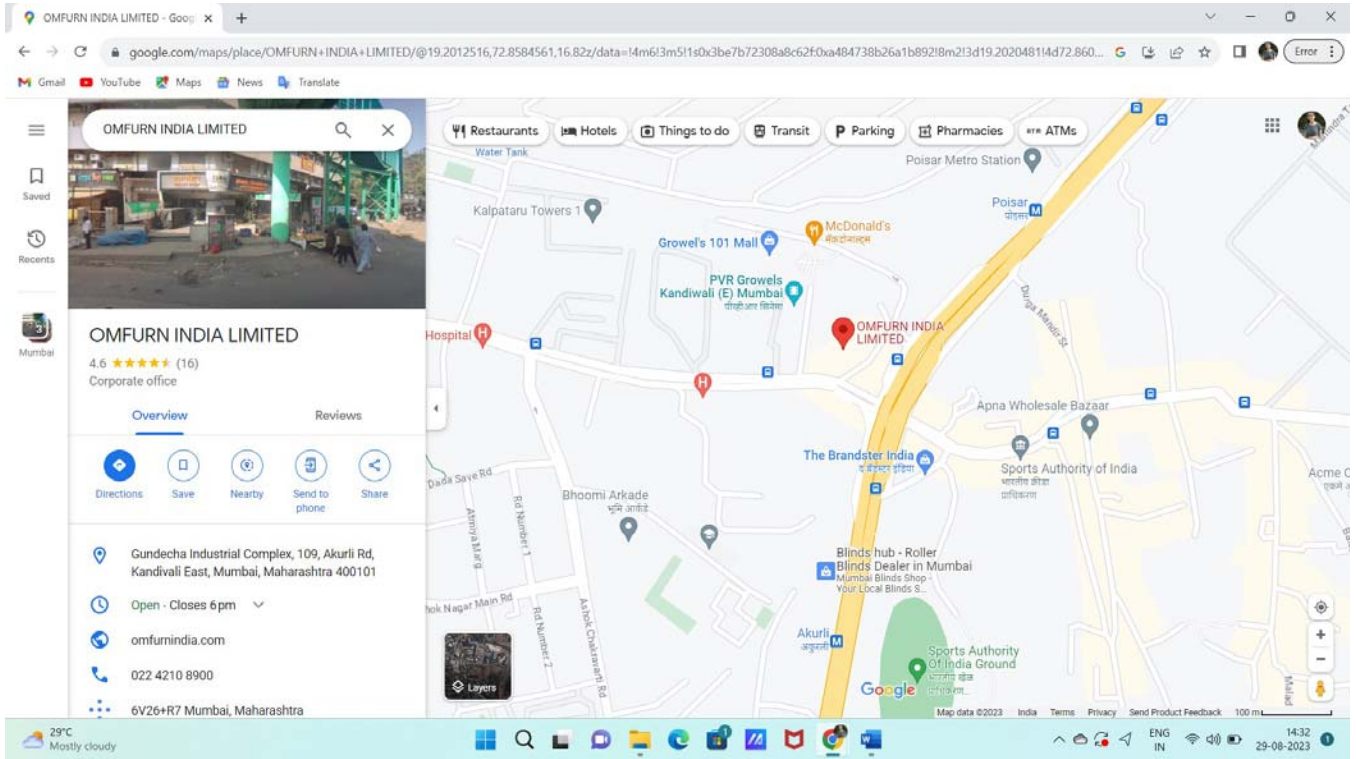 OMFURN INDIA LIMITED - Goog
google.com/maps/place/OMFURN+INDIA+LIMITED/@19.2012516,72.8584561,16.82z/data=!4m6!3m5!1s0x3be7b72308a8c62f:0xa484738b26a1b892!8m2!3d19.2020481!4d72.860...
Error
Gmail
YouTube
Maps
News
Translate
OMFURN INDIA LIMITED
Restaurants
Hotels
Things to do
Transit
Parking
Pharmacies
ATMs
Saved
Recents
3
Mumbai
OMFURN INDIA LIMITED
4.6 ★★★★★ (16)
Corporate office
Overview
Reviews
Directions
Save
Nearby
Send to
phone
Share
Gundecha Industrial Complex, 109, Akurli Rd,
Kandivali East, Mumbai, Maharashtra 400101
Open · Closes 6 pm
omfurnindia.com
022 4210 8900
6V26+R7 Mumbai, Maharashtra
Water Tank
Poisar Metro Station
Kalpataru Towers 1
Poisar
पोइसर
McDonald's
मॅकडोनाल्ड्स
Growel's 101 Mall
PVR Growels
Kandiwali (E) Mumbai
Durga Mandir St
OMFURN INDIA
LIMITED
Hospital
Apna Wholesale Bazaar
The Brandster India
Sports Authority of India
भारतीय क्रीडा
प्राधिकरण
Acme
Dada Save Rd
Atmiya Marg
Rd Number 1
Bhoomi Arkade
भूमि आर्केड
Blinds hub - Roller
Blinds Dealer in Mumbai
Mumbai Blinds Shop -
Your Local Blinds S...
hok Nagar Main Rd
Rd Number 2
Ashok Chakravarti Rd
Akurli
आकुर्ली
Sports Authority
Of India Ground
Malad
Layers
Google
Map data ©2023
India
Terms
Privacy
Send Product Feedback
100 m
29°C
Mostly cloudy
ENG
IN
14:32
29-08-2023
1